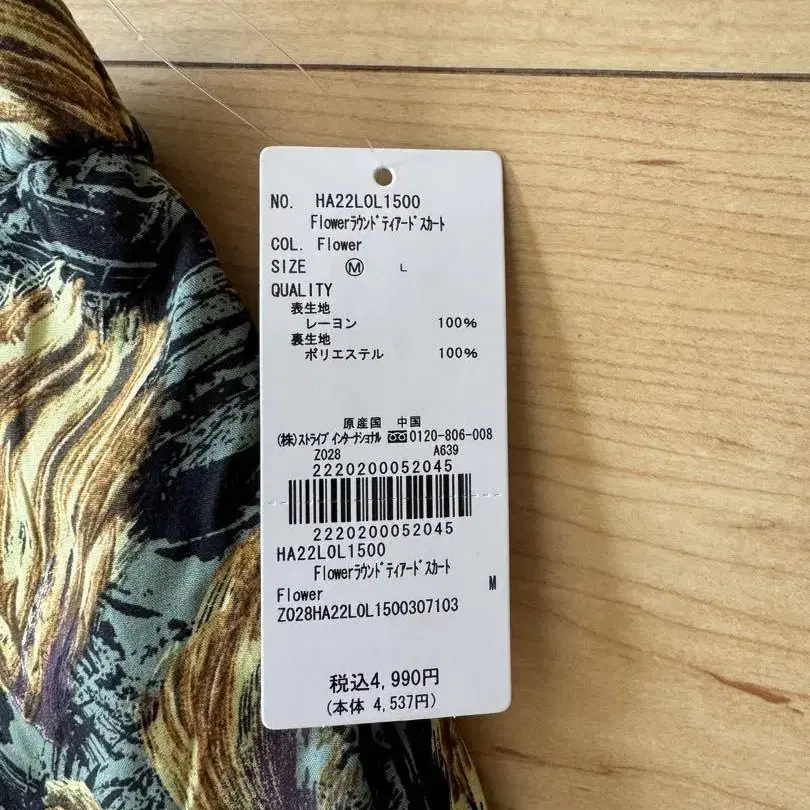 NO. HA22L0L1500
Flowerﾗｳﾝﾄﾞﾃｨｱｰﾄﾞｽｶｰﾄ
COL. Flower
SIZE Ⓜ L
QUALITY
表生地
レーヨン 100%
裏生地
ポリエステル 100%
原産国 中国
(株)ｽﾄﾗｲﾌﾟｲﾝﾀｰﾅｼｮﾅﾙ 0120-806-008
Z028 A639
2220200052045
2220200052045
HA22L0L1500
Flowerﾗｳﾝﾄﾞﾃｨｱｰﾄﾞｽｶｰﾄ
Flower M
Z028HA22L0L1500307103
税込4,990円
(本体 4,537円)